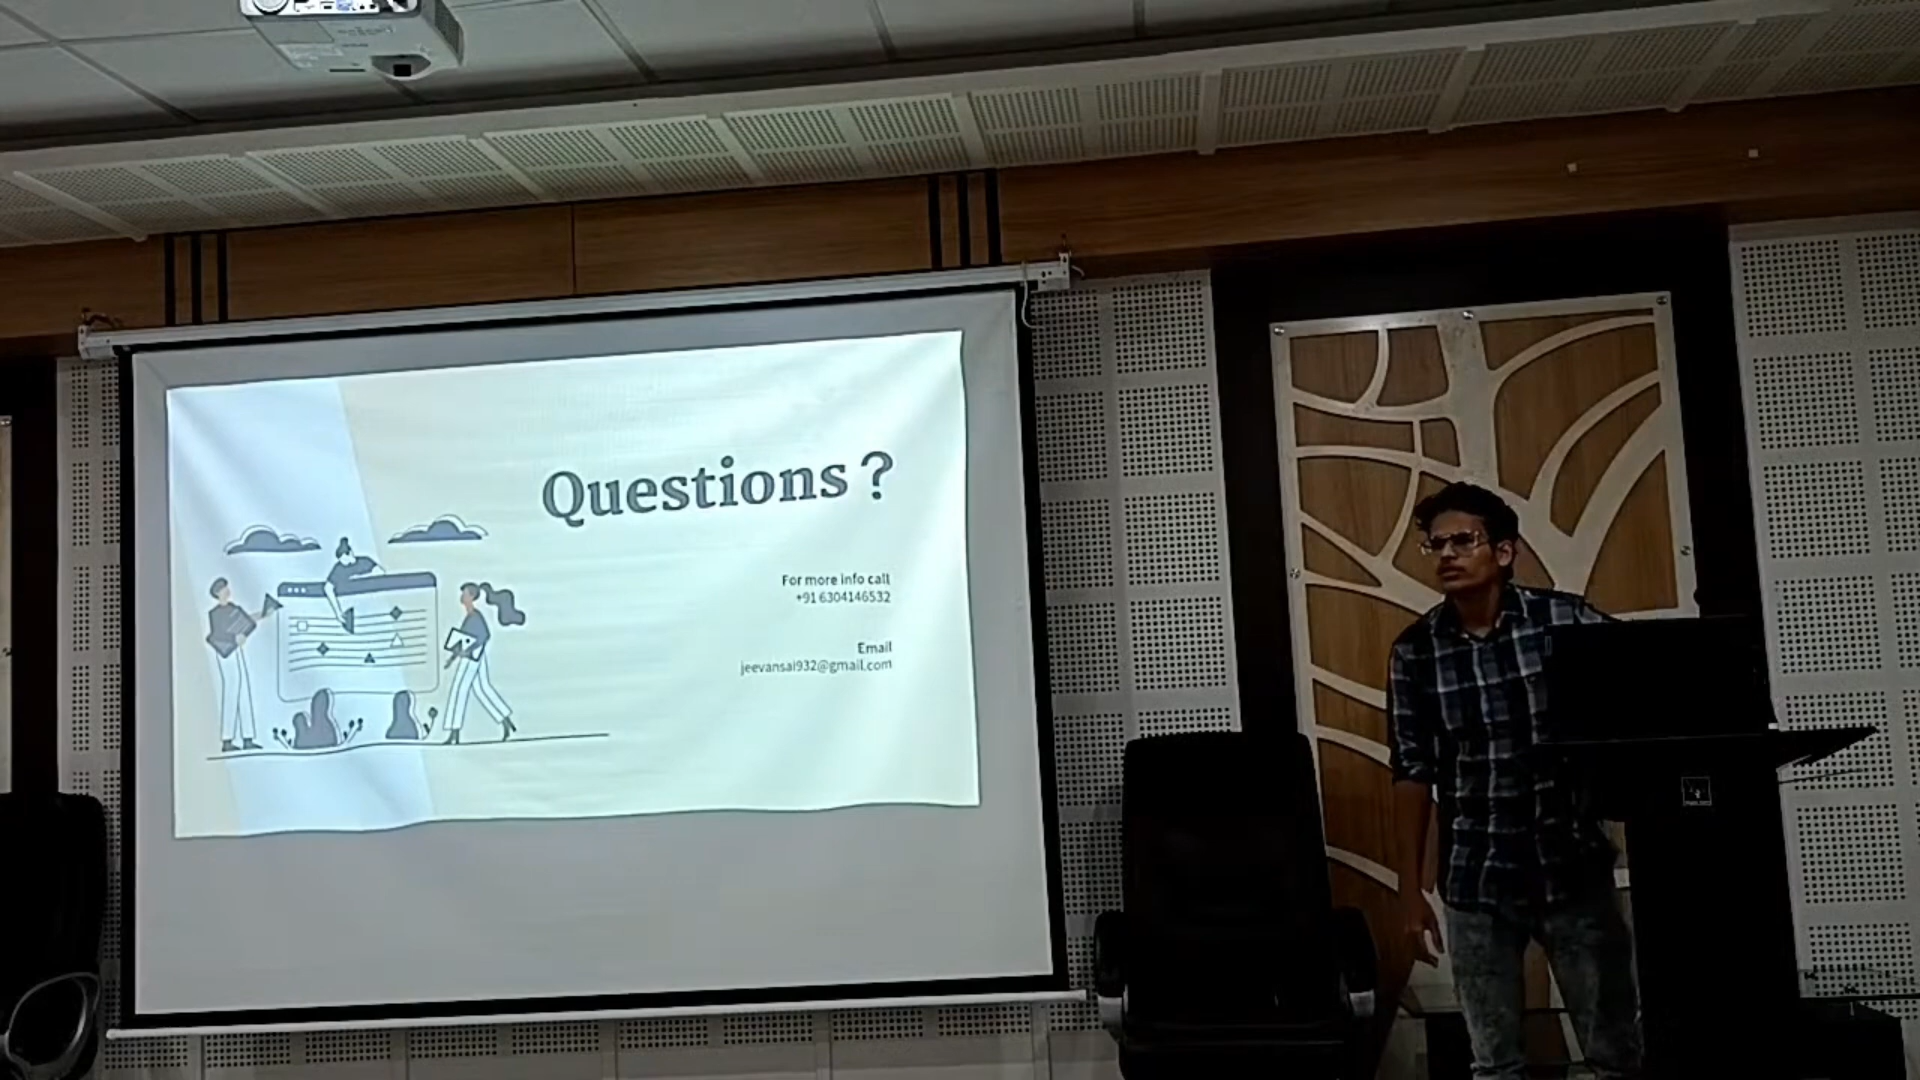 Questions ?
For more info call
+91 6304146532
Email
jeevansai932@gmail.com